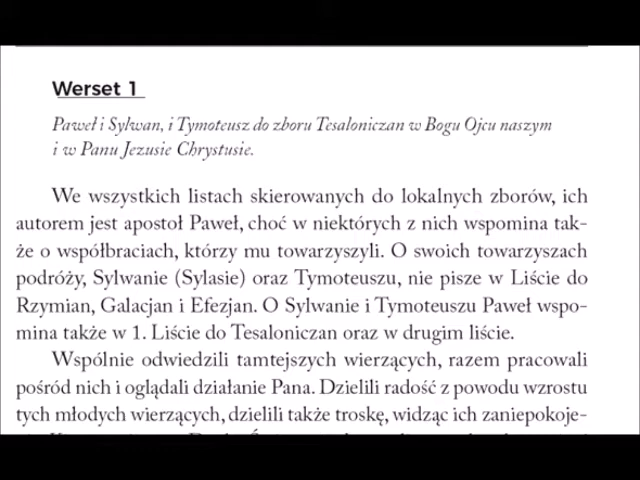 Werset 1
Paweł i Sylwan, i Tymoteusz do zboru Tesaloniczan w Bogu Ojcu naszym
i w Panu Jezusie Chrystusie.
We wszystkich listach skierowanych do lokalnych zborów, ich
autorem jest apostoł Paweł, choć w niektórych z nich wspomina tak-
że o współbraciach, którzy mu towarzyszyli. O swoich towarzyszach
podróży, Sylwanie (Sylasie) oraz Tymoteuszu, nie pisze w Liście do
Rzymian, Galacjan i Efezjan. O Sylwanie i Tymoteuszu Paweł wspo-
mina także w 1. Liście do Tesaloniczan oraz w drugim liście.
Wspólnie odwiedzili tamtejszych wierzących, razem pracowali
pośród nich i oglądali działanie Pana. Dzielili radość z powodu wzrostu
tych młodych wierzących, dzielili także troskę, widząc ich zaniepokoje-